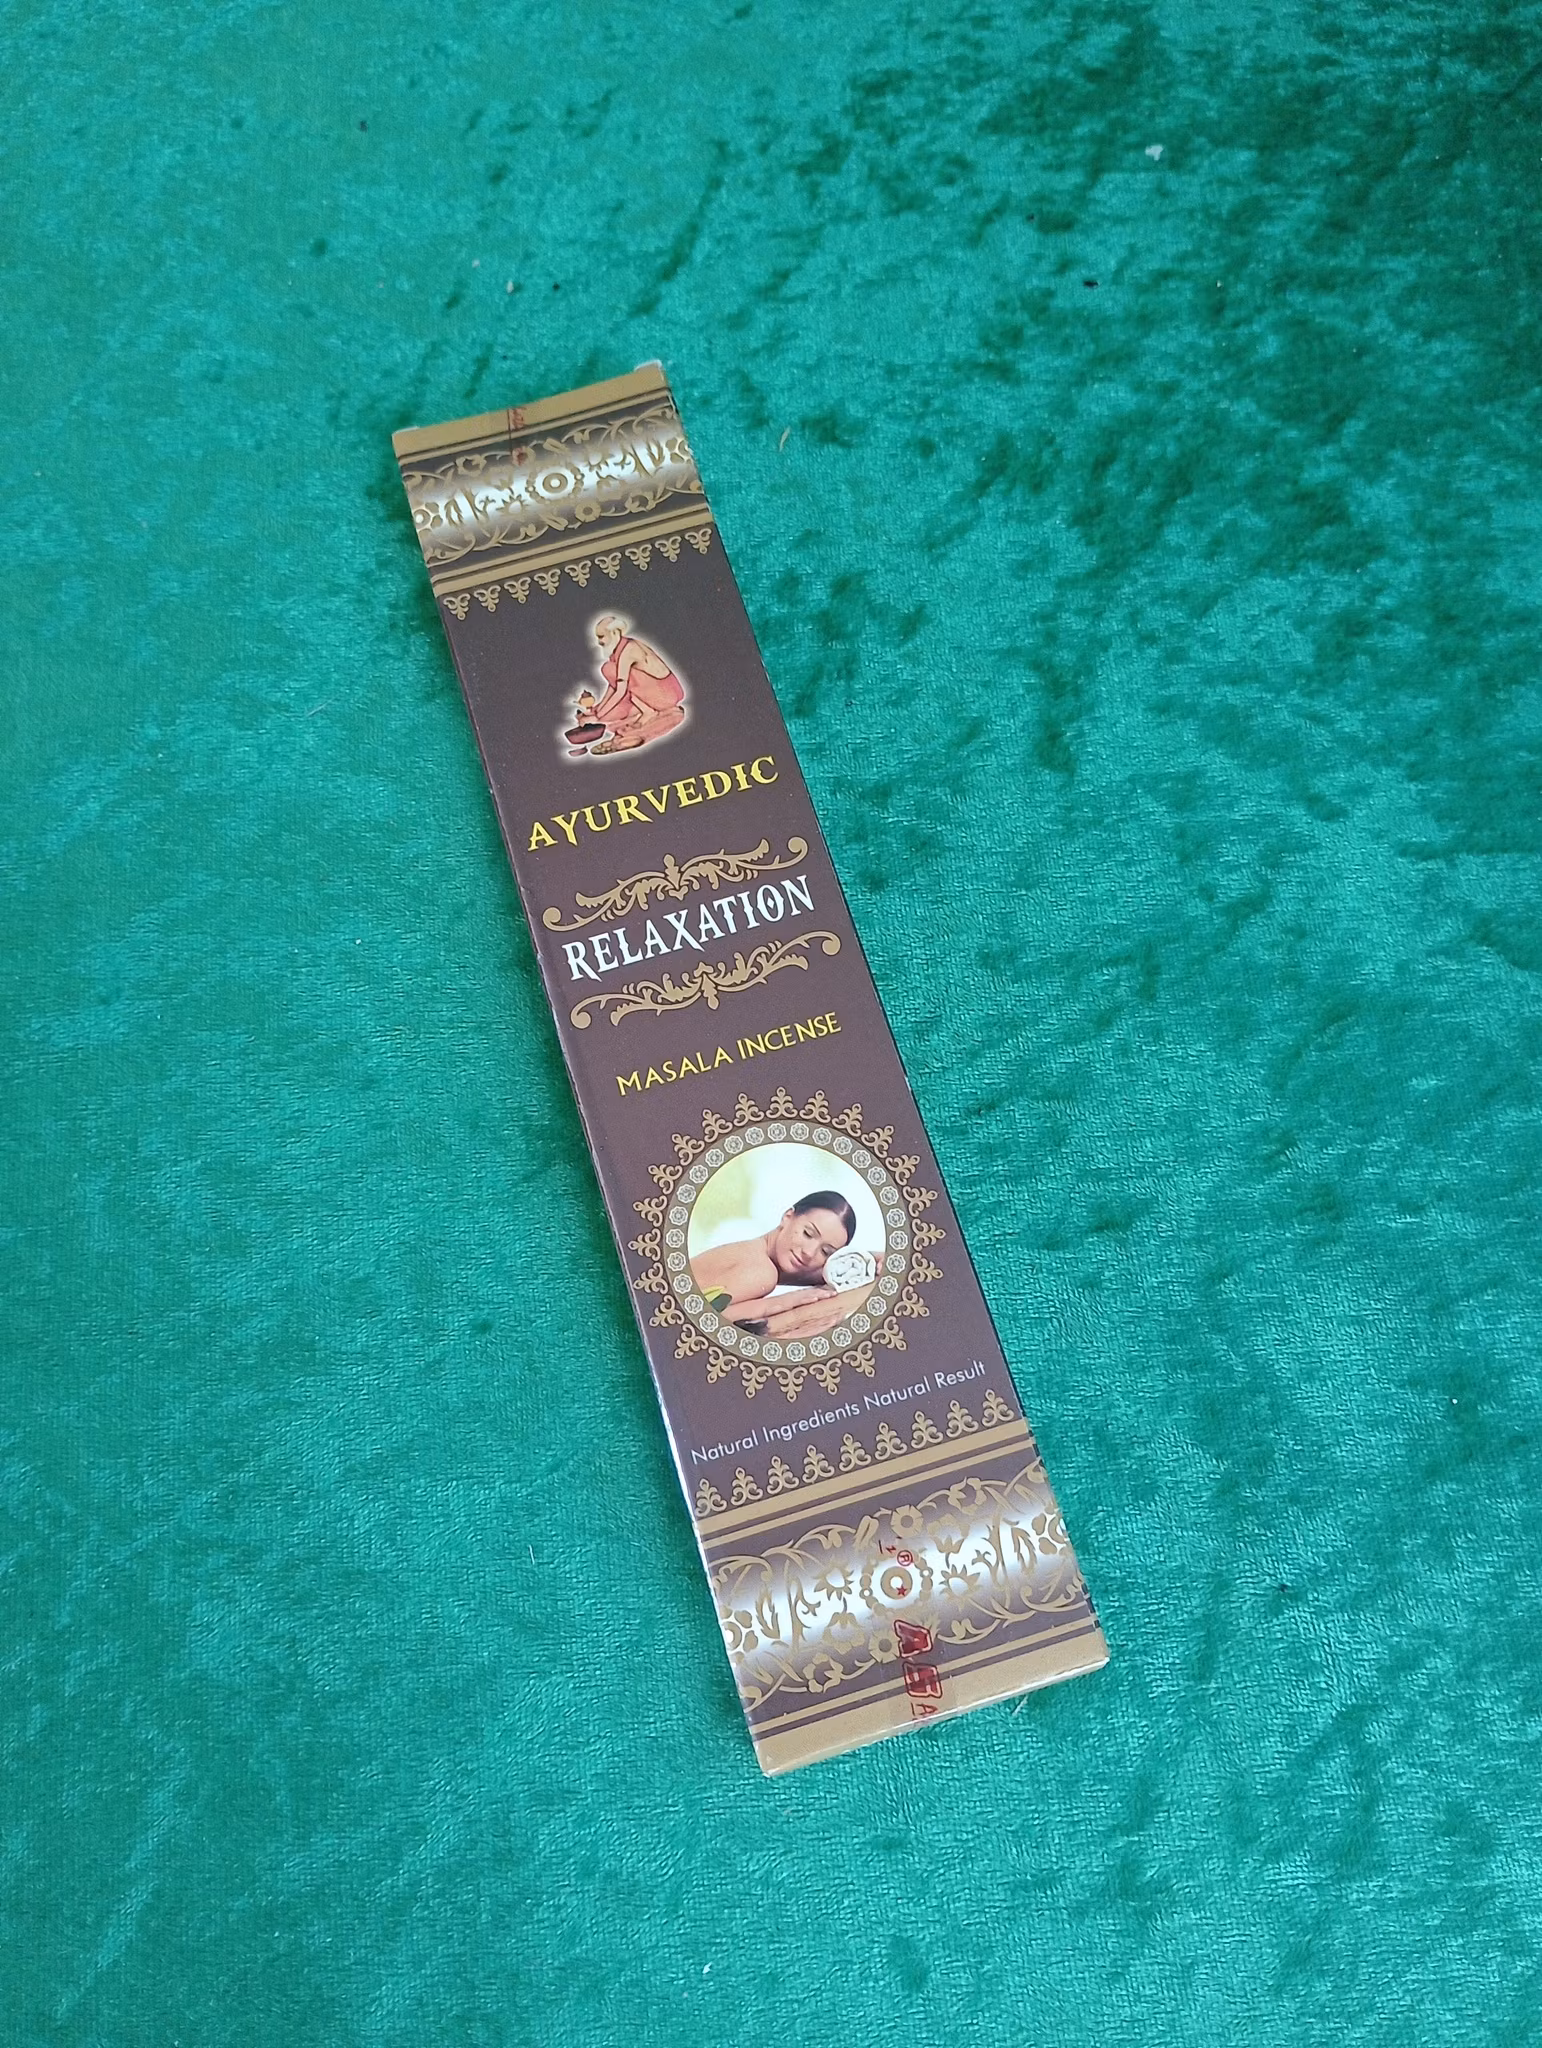 AYURVEDIC
RELAXATION
MASALA INCENSE
Natural Ingredients Natural Result